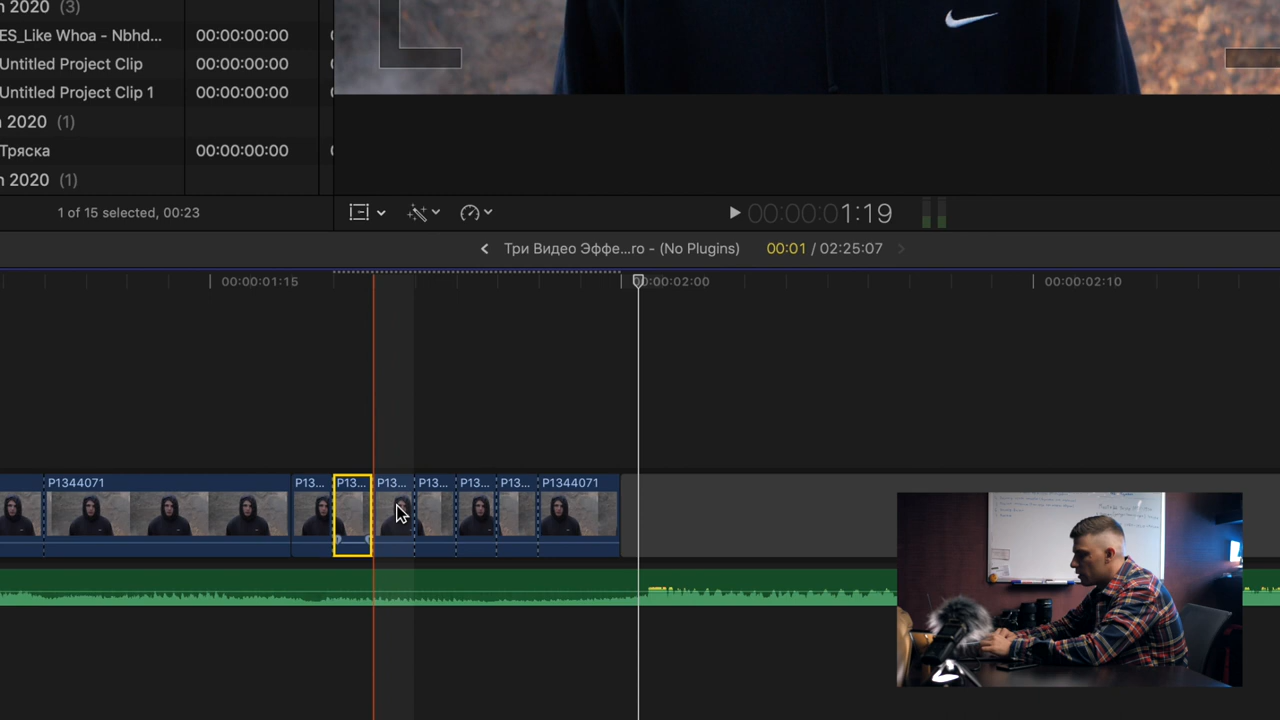 n 2020 (3)
ES_Like Whoa - Nbhd... 00:00:00:00
Untitled Project Clip 00:00:00:00
Untitled Project Clip 1 00:00:00:00
2020 (1)
Тряска 00:00:00:00
n 2020 (1)
1 of 15 selected, 00:23
00:00:01:19
Три Видео Эффе...ro - (No Plugins) 00:01 / 02:25:07
00:00:01:15 00:00:02:00 00:00:02:10
P1344071 P13... P13... P13... P13... P13... P13... P1344071